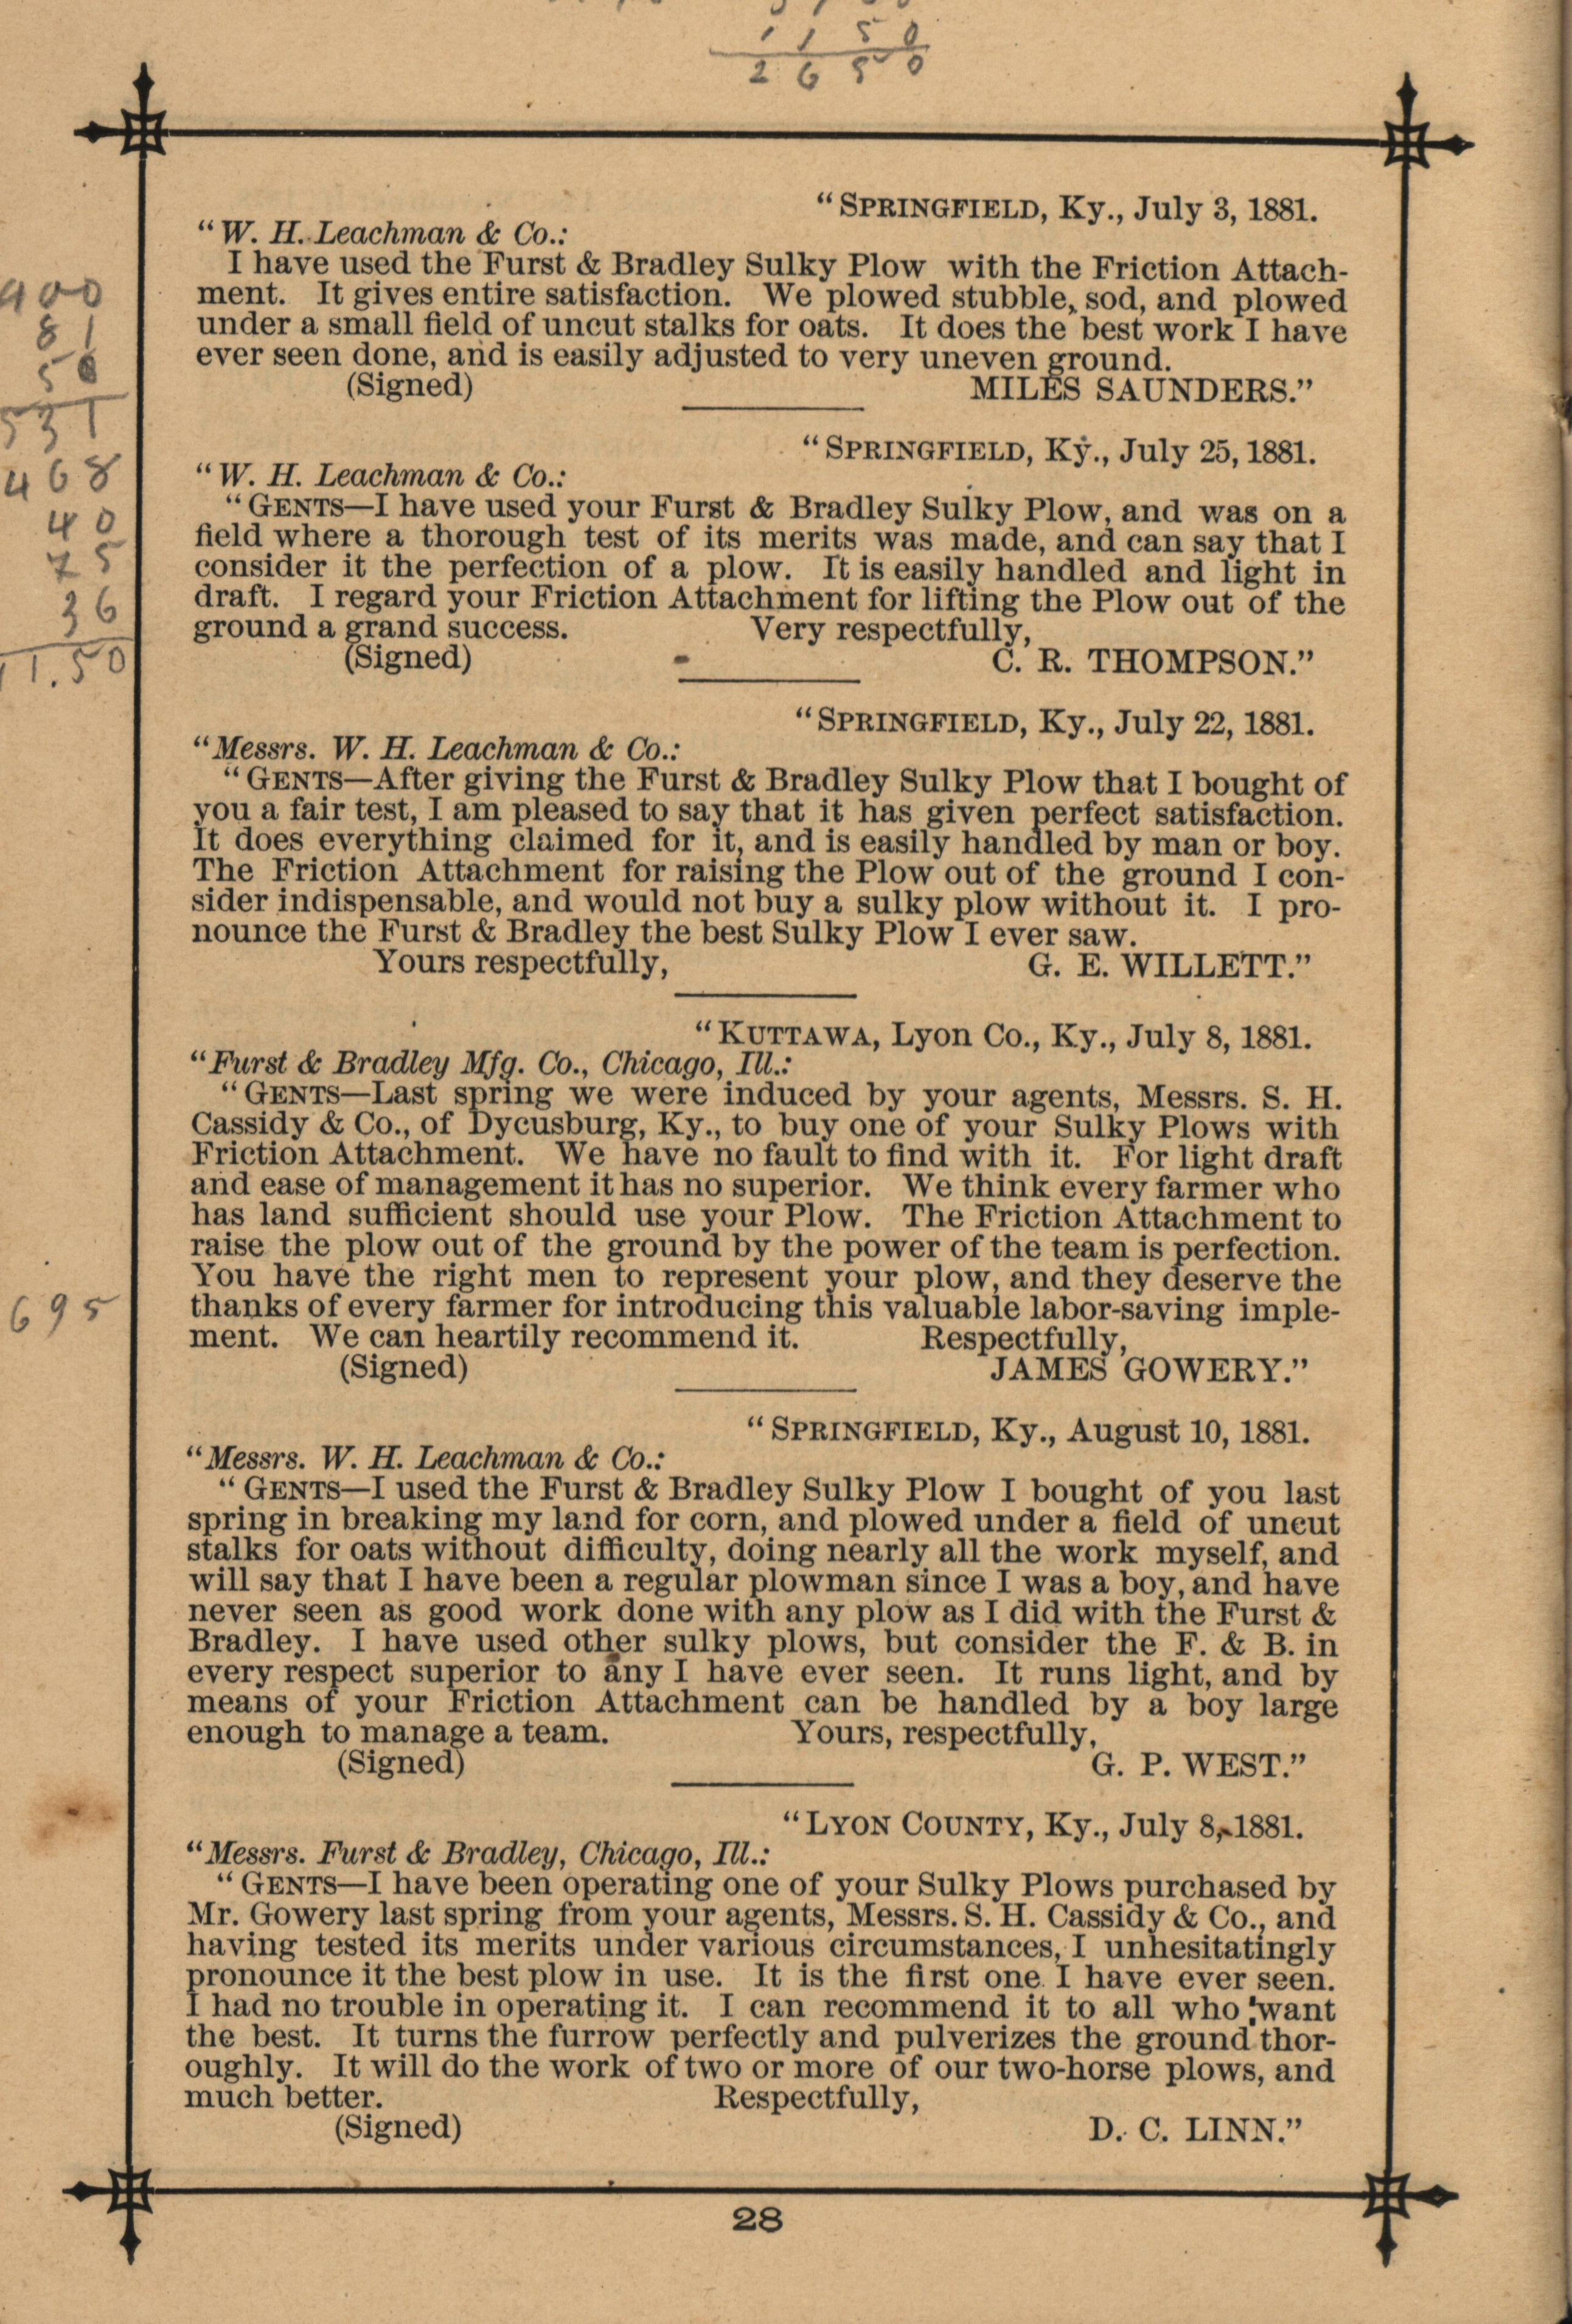 1150
2650
"SPRINGFIELD, Ky., July 3, 1881.
"W. H. Leachman & Co.:
I have used the Furst & Bradley Sulky Plow with the Friction Attach-
ment. It gives entire satisfaction. We plowed stubble, sod, and plowed
under a small field of uncut stalks for oats. It does the best work I have
ever seen done, and is easily adjusted to very uneven ground.
(Signed) MILES SAUNDERS."
400
81
50
531
468
40
75
36
11.50
"SPRINGFIELD, Ky., July 25, 1881.
"W. H. Leachman & Co.:
"GENTS—I have used your Furst & Bradley Sulky Plow, and was on a
field where a thorough test of its merits was made, and can say that I
consider it the perfection of a plow. It is easily handled and light in
draft. I regard your Friction Attachment for lifting the Plow out of the
ground a grand success. Very respectfully,
(Signed) C. R. THOMPSON."
"SPRINGFIELD, Ky., July 22, 1881.
"Messrs. W. H. Leachman & Co.:
"GENTS—After giving the Furst & Bradley Sulky Plow that I bought of
you a fair test, I am pleased to say that it has given perfect satisfaction.
It does everything claimed for it, and is easily handled by man or boy.
The Friction Attachment for raising the Plow out of the ground I con-
sider indispensable, and would not buy a sulky plow without it. I pro-
nounce the Furst & Bradley the best Sulky Plow I ever saw.
Yours respectfully, G. E. WILLETT."
"KUTTAWA, Lyon Co., Ky., July 8, 1881.
"Furst & Bradley Mfg. Co., Chicago, Ill.:
"GENTS—Last spring we were induced by your agents, Messrs. S. H.
Cassidy & Co., of Dycusburg, Ky., to buy one of your Sulky Plows with
Friction Attachment. We have no fault to find with it. For light draft
and ease of management it has no superior. We think every farmer who
has land sufficient should use your Plow. The Friction Attachment to
raise the plow out of the ground by the power of the team is perfection.
You have the right men to represent your plow, and they deserve the
thanks of every farmer for introducing this valuable labor-saving imple-
ment. We can heartily recommend it. Respectfully,
(Signed) JAMES GOWERY."
695
"SPRINGFIELD, Ky., August 10, 1881.
"Messrs. W. H. Leachman & Co.:
"GENTS—I used the Furst & Bradley Sulky Plow I bought of you last
spring in breaking my land for corn, and plowed under a field of uncut
stalks for oats without difficulty, doing nearly all the work myself, and
will say that I have been a regular plowman since I was a boy, and have
never seen as good work done with any plow as I did with the Furst &
Bradley. I have used other sulky plows, but consider the F. & B. in
every respect superior to any I have ever seen. It runs light, and by
means of your Friction Attachment can be handled by a boy large
enough to manage a team. Yours, respectfully,
(Signed) G. P. WEST."
"LYON COUNTY, Ky., July 8, 1881.
"Messrs. Furst & Bradley, Chicago, Ill.:
"GENTS—I have been operating one of your Sulky Plows purchased by
Mr. Gowery last spring from your agents, Messrs. S. H. Cassidy & Co., and
having tested its merits under various circumstances, I unhesitatingly
pronounce it the best plow in use. It is the first one I have ever seen.
I had no trouble in operating it. I can recommend it to all who want
the best. It turns the furrow perfectly and pulverizes the ground thor-
oughly. It will do the work of two or more of our two-horse plows, and
much better. Respectfully,
(Signed) D. C. LINN."
28